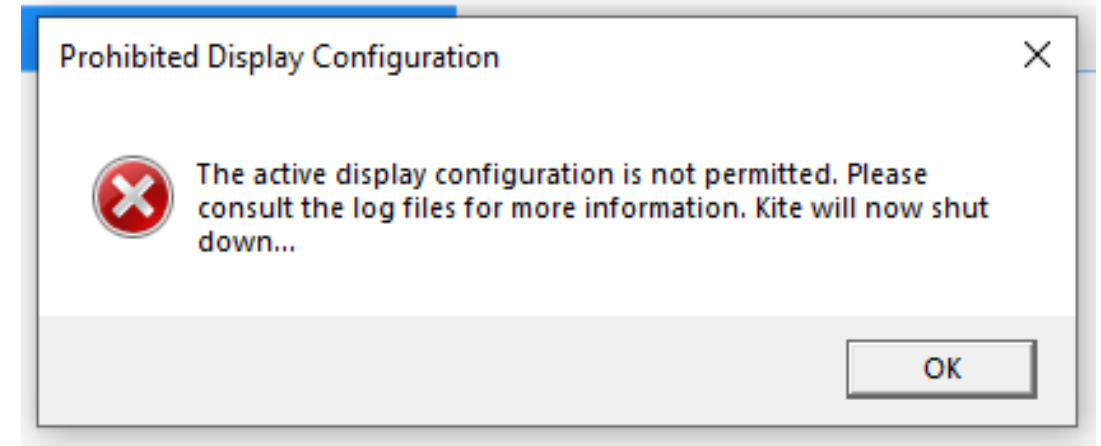 Prohibited Display Configuration
The active display configuration is not permitted. Please
consult the log files for more information. Kite will now shut
down...
OK